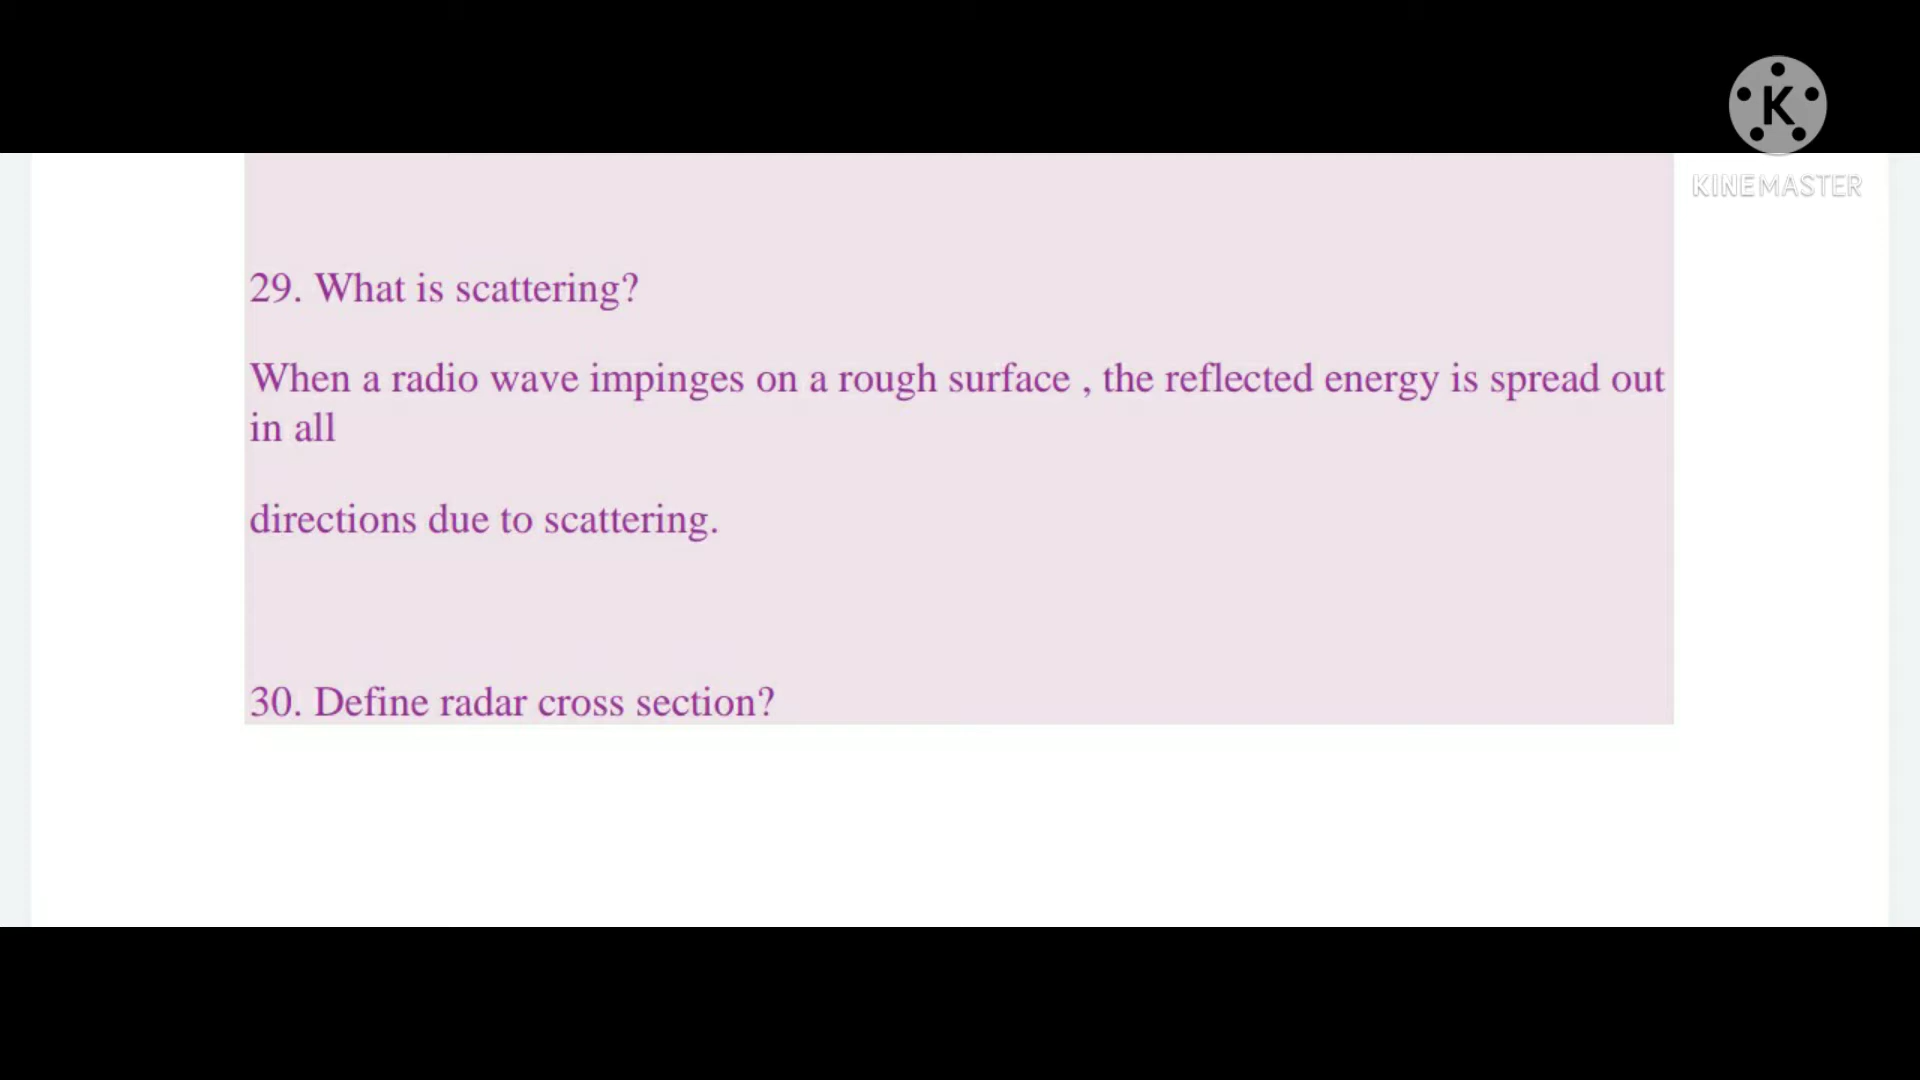 K
KINEMASTER
29. What is scattering?
When a radio wave impinges on a rough surface , the reflected energy is spread out
in all
directions due to scattering.
30. Define radar cross section?